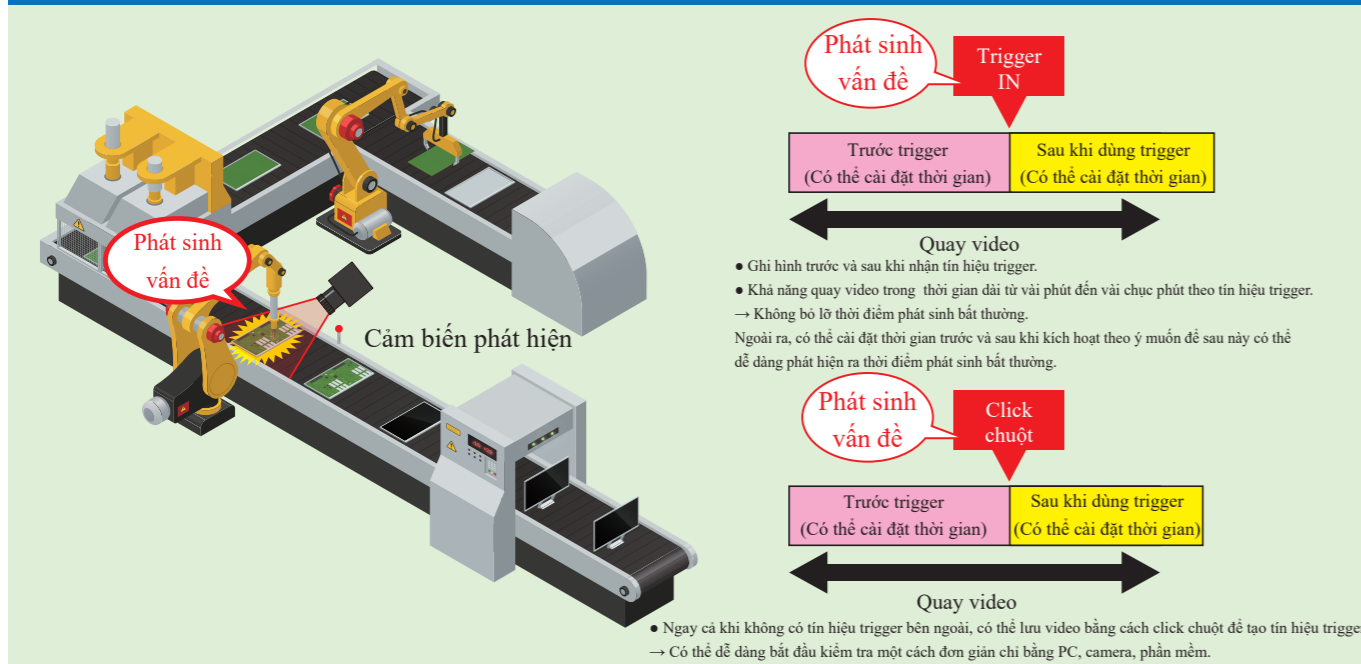 Phát sinh
vấn đề
Cảm biến phát hiện
Phát sinh
vấn đề
Trigger
IN
Trước trigger
(Có thể cài đặt thời gian)
Sau khi dùng trigger
(Có thể cài đặt thời gian)
Quay video
● Ghi hình trước và sau khi nhận tín hiệu trigger.
● Khả năng quay video trong thời gian dài từ vài phút đến vài chục phút theo tín hiệu trigger.
→ Không bỏ lỡ thời điểm phát sinh bất thường.
Ngoài ra, có thể cài đặt thời gian trước và sau khi kích hoạt theo ý muốn để sau này có thể
dễ dàng phát hiện ra thời điểm phát sinh bất thường.
Phát sinh
vấn đề
Click
chuột
Trước trigger
(Có thể cài đặt thời gian)
Sau khi dùng trigger
(Có thể cài đặt thời gian)
Quay video
● Ngay cả khi không có tín hiệu trigger bên ngoài, có thể lưu video bằng cách click chuột để tạo tín hiệu trigge
→ Có thể dễ dàng bắt đầu kiểm tra một cách đơn giản chỉ bằng PC, camera, phần mềm.